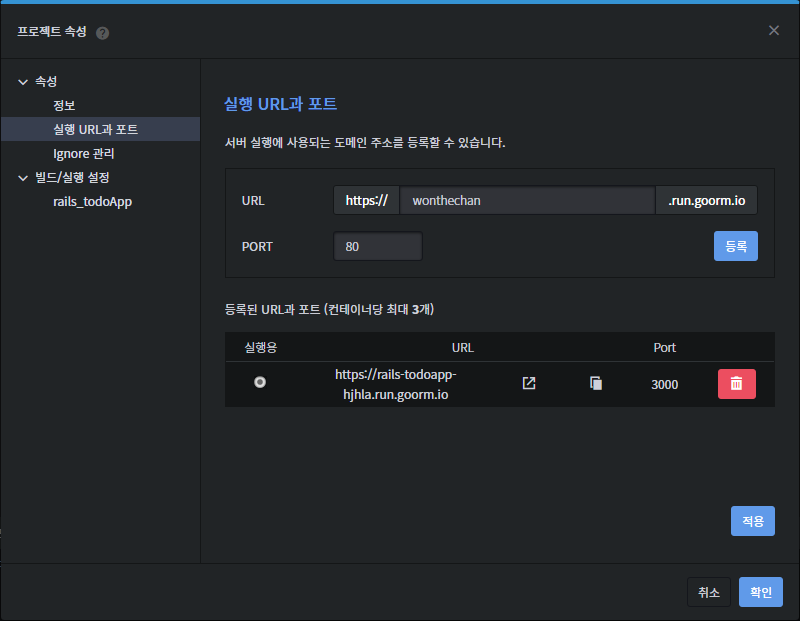 프로젝트 속성 ?
속성
정보
실행 URL과 포트
Ignore 관리
빌드/실행 설정
rails_todoApp
실행 URL과 포트
서버 실행에 사용되는 도메인 주소를 등록할 수 있습니다.
URL https:// wonthechan .run.goorm.io
PORT 80 등록
등록된 URL과 포트 (컨테이너당 최대 3개)
실행용 URL Port
https://rails-todoapp-
hjhla.run.goorm.io 3000
적용
취소 확인